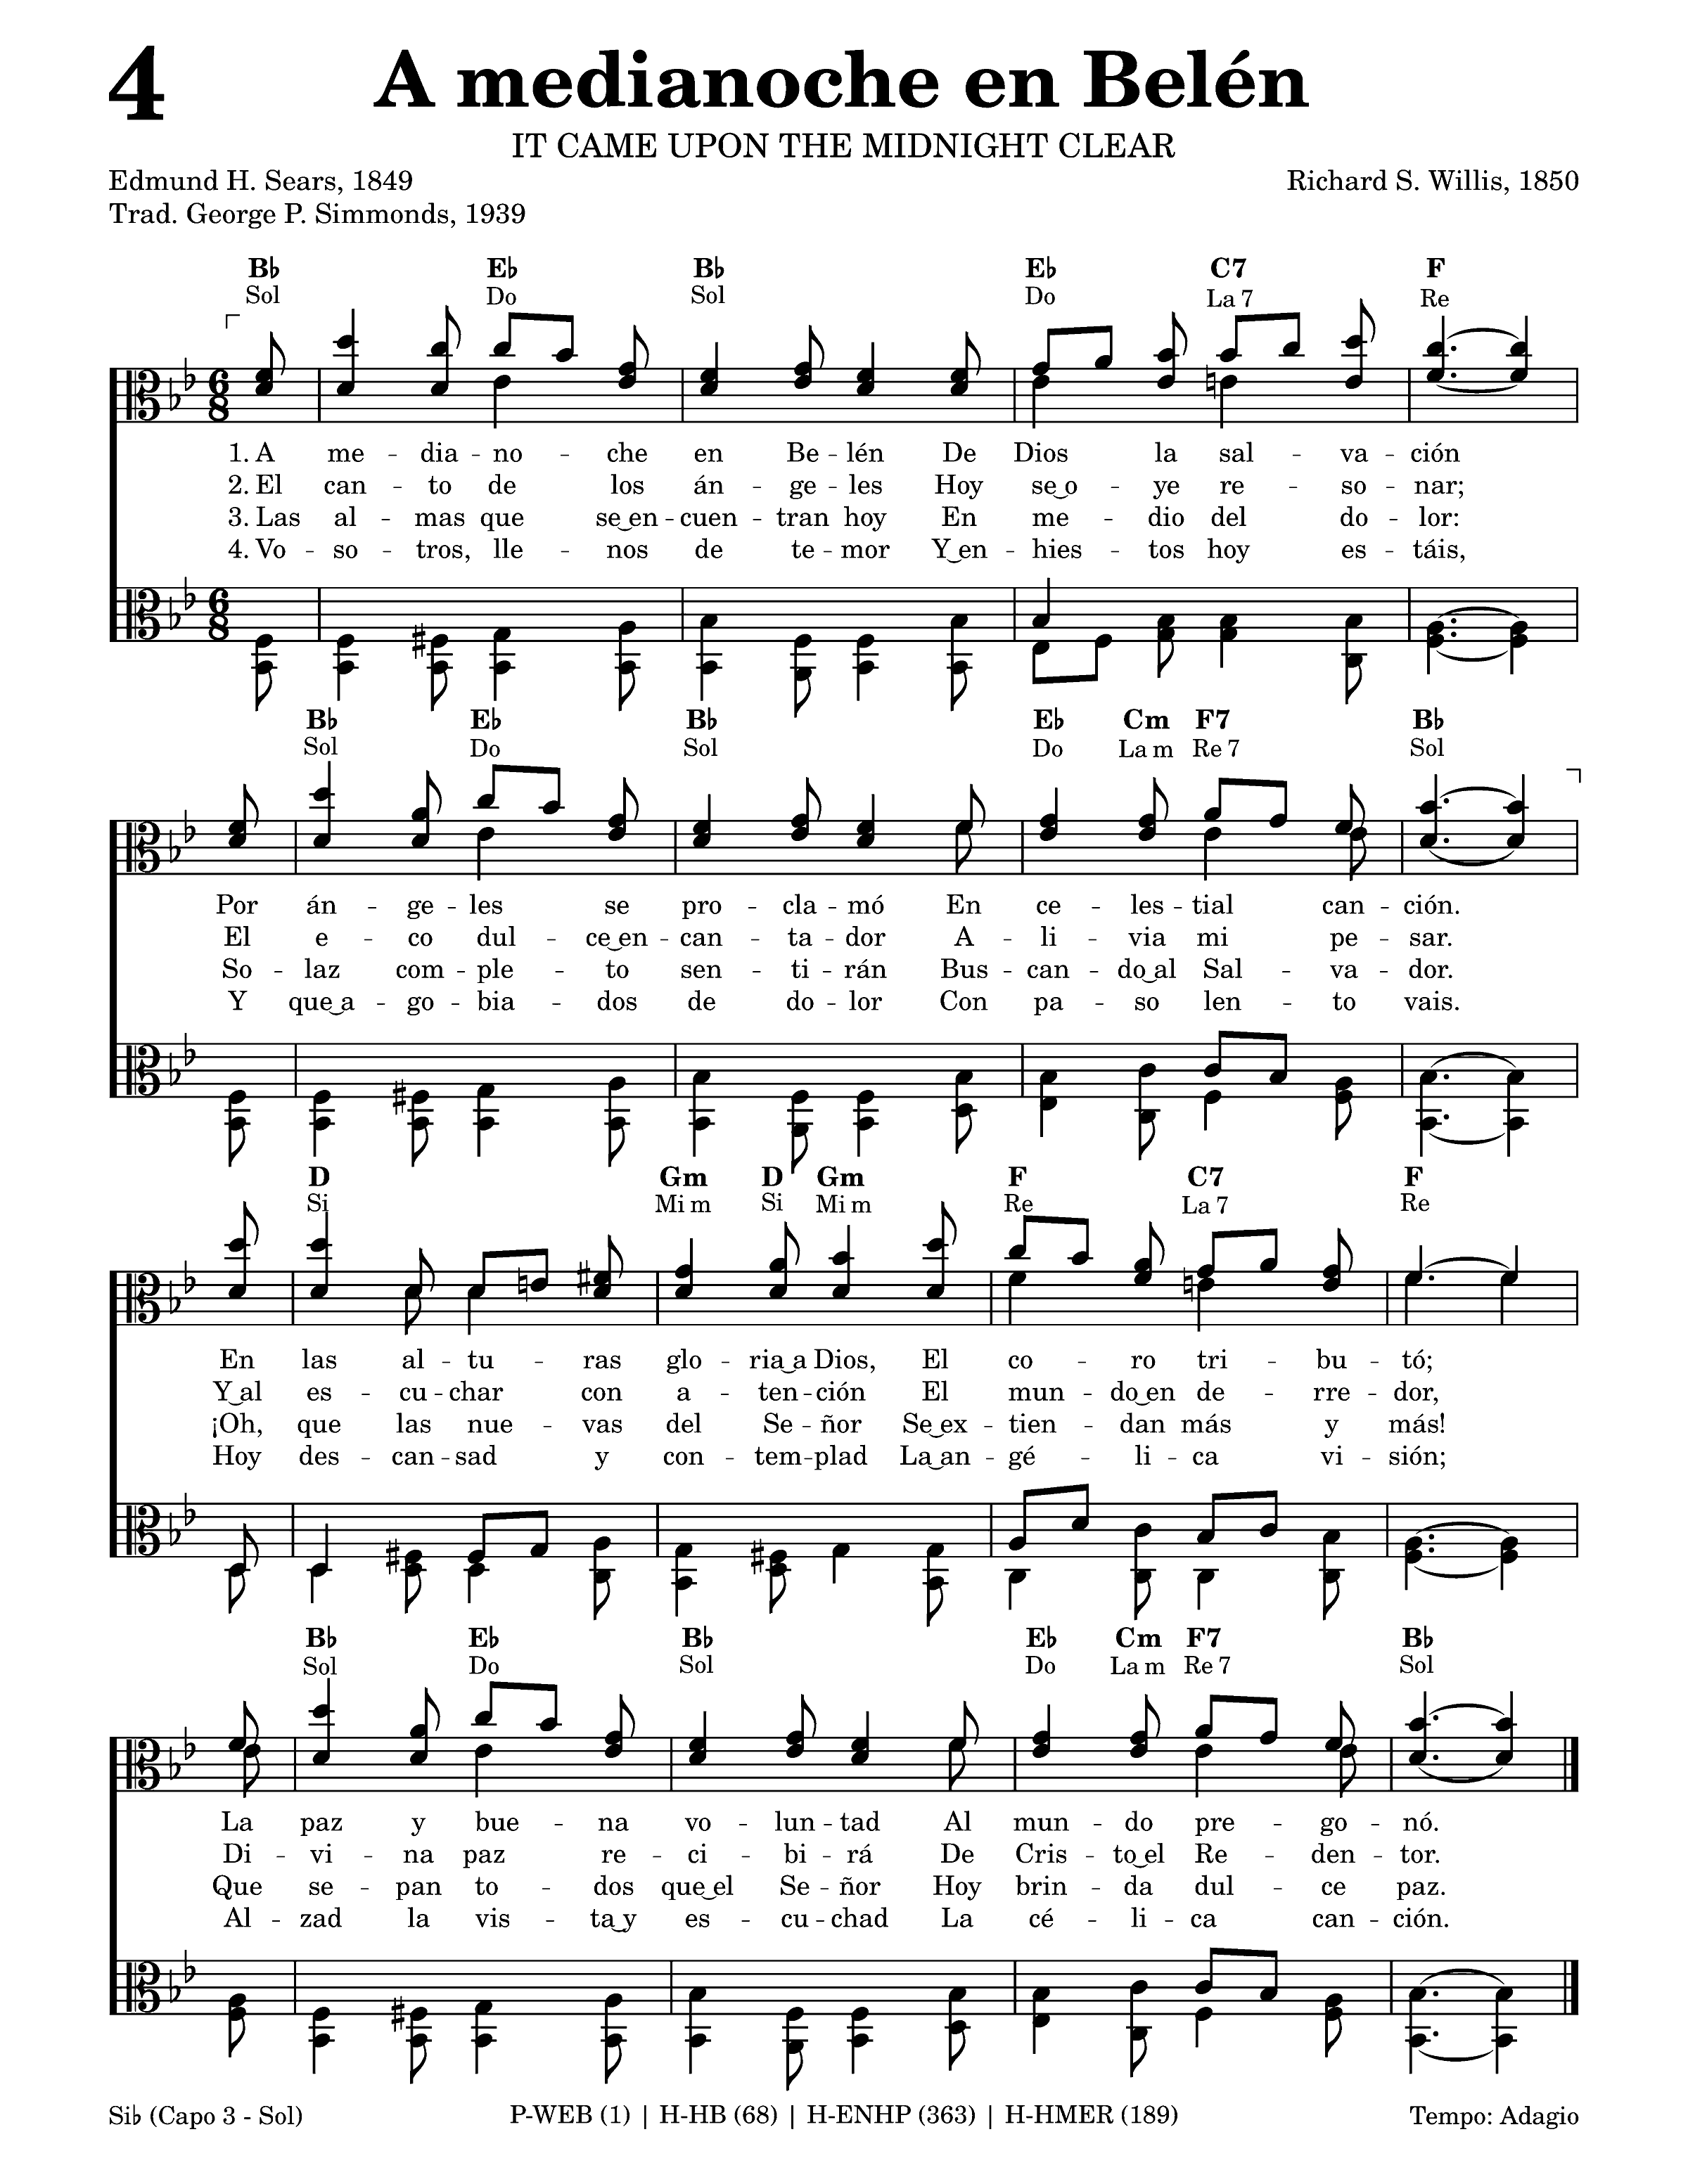 4
A medianoche en Belén
IT CAME UPON THE MIDNIGHT CLEAR
Edmund H. Sears, 1849
Richard S. Willis, 1850
Trad. George P. Simmonds, 1939
B♭ E♭ B♭ E♭ C7 F
Sol Do Sol Do La 7 Re
6 8
1. A me -- dia -- no -- che en Be -- lén De Dios la sal -- va -- ción
2. El can -- to de los án -- ge -- les Hoy se‿o -- ye re -- so -- nar;
3. Las al -- mas que se‿en -- cuen -- tran hoy En me -- dio del do -- lor:
4. Vo -- so -- tros, lle -- nos de te -- mor Y‿en -- hies -- tos hoy es -- táis,
6 8
B♭ E♭ B♭ E♭ Cm F7 B♭
Sol Do Sol Do La m Re 7 Sol
Por án -- ge -- les se pro -- cla -- mó En ce -- les -- tial can -- ción.
El e -- co dul -- ce‿en -- can -- ta -- dor A -- li -- via mi pe -- sar.
So -- laz com -- ple -- to sen -- ti -- rán Bus -- can -- do‿al Sal -- va -- dor.
Y que‿a -- go -- bia -- dos de do -- lor Con pa -- so len -- to vais.
D Gm D Gm F C7 F
Si Mi m Si Mi m Re La 7 Re
En las al -- tu -- ras glo -- ria‿a Dios, El co -- ro tri -- bu -- tó;
Y‿al es -- cu -- char con a -- ten -- ción El mun -- do‿en de -- rre -- dor,
¡Oh, que las nue -- vas del Se -- ñor Se‿ex -- tien -- dan más y más!
Hoy des -- can -- sad y con -- tem -- plad La‿an -- gé -- li -- ca vi -- sión;
B♭ E♭ B♭ E♭ Cm F7 B♭
Sol Do Sol Do La m Re 7 Sol
La paz y bue -- na vo -- lun -- tad Al mun -- do pre -- go -- nó.
Di -- vi -- na paz re -- ci -- bi -- rá De Cris -- to‿el Re -- den -- tor.
Que se -- pan to -- dos que‿el Se -- ñor Hoy brin -- da dul -- ce paz.
Al -- zad la vis -- ta‿y es -- cu -- chad La cé -- li -- ca can -- ción.
Si♭ (Capo 3 - Sol)
P-WEB (1) | H-HB (68) | H-ENHP (363) | H-HMER (189)
Tempo: Adagio